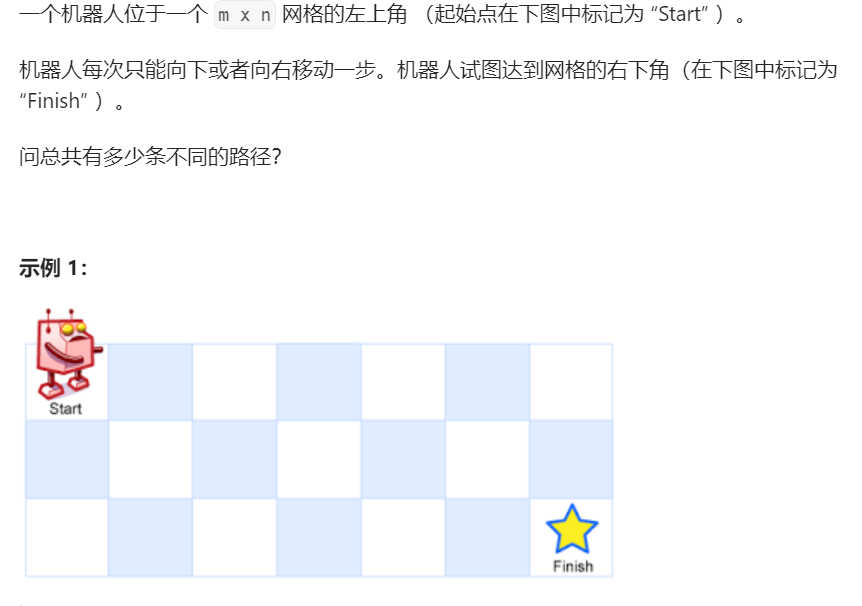 一个机器人位于一个 m x n 网格的左上角 （起始点在下图中标记为 “Start” ）。
机器人每次只能向下或者向右移动一步。机器人试图达到网格的右下角（在下图中标记为
“Finish” ）。
问总共有多少条不同的路径？
示例 1：
Start
Finish